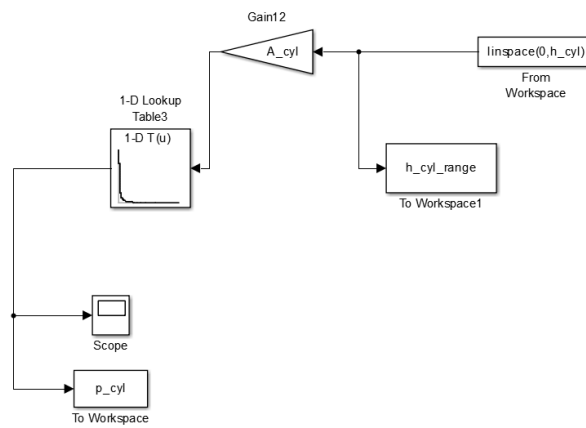 Gain12
A_cyl
linspace(0,h_cyl)
From
Workspace
1-D Lookup
Table3
1-D T(u)
h_cyl_range
To Workspace1
Scope
p_cyl
To Workspace